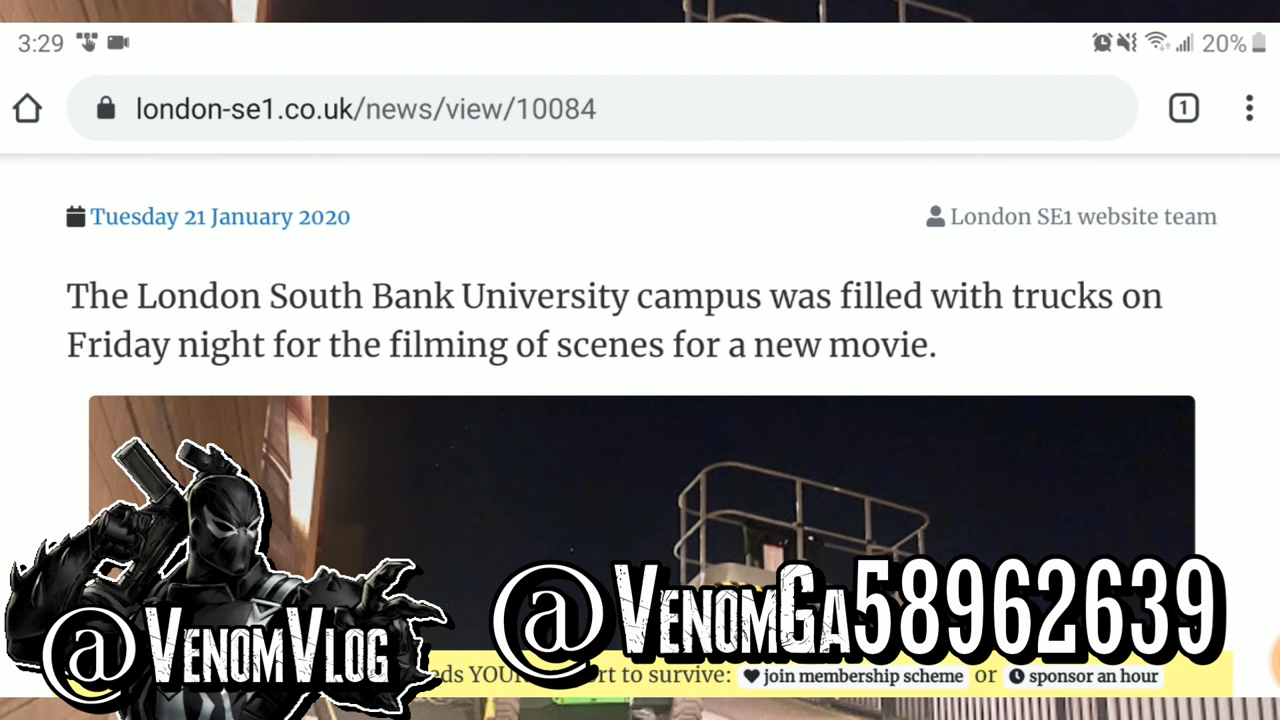 3:29
20%
london-se1.co.uk/news/view/10084
1
Tuesday 21 January 2020
London SE1 website team
The London South Bank University campus was filled with trucks on
Friday night for the filming of scenes for a new movie.
@VenomVlog
@VenomGa58962639
to survive: join membership scheme or sponsor an hour